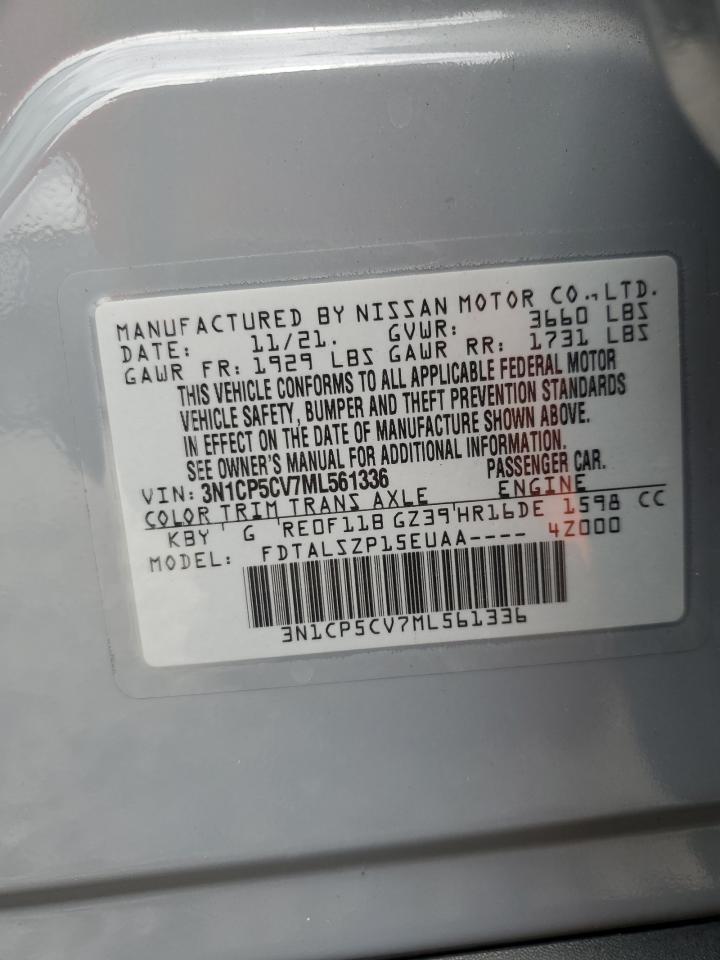 MANUFACTURED BY NISSAN MOTOR CO.,LTD.
DATE: 11/21. GVWR: 3660 LBS
GAWR FR: 1929 LBS GAWR RR: 1731 LBS
THIS VEHICLE CONFORMS TO ALL APPLICABLE FEDERAL MOTOR
VEHICLE SAFETY, BUMPER AND THEFT PREVENTION STANDARDS
IN EFFECT ON THE DATE OF MANUFACTURE SHOWN ABOVE.
SEE OWNER'S MANUAL FOR ADDITIONAL INFORMATION.
VIN: 3N1CP5CV7ML561336 PASSENGER CAR.
COLOR TRIM TRANS AXLE ENGINE
KBY G RE0F11B GZ39 HR16DE 1598 CC
MODEL: FDTALSZP15EUAA---- 4Z000
3N1CP5CV7ML561336